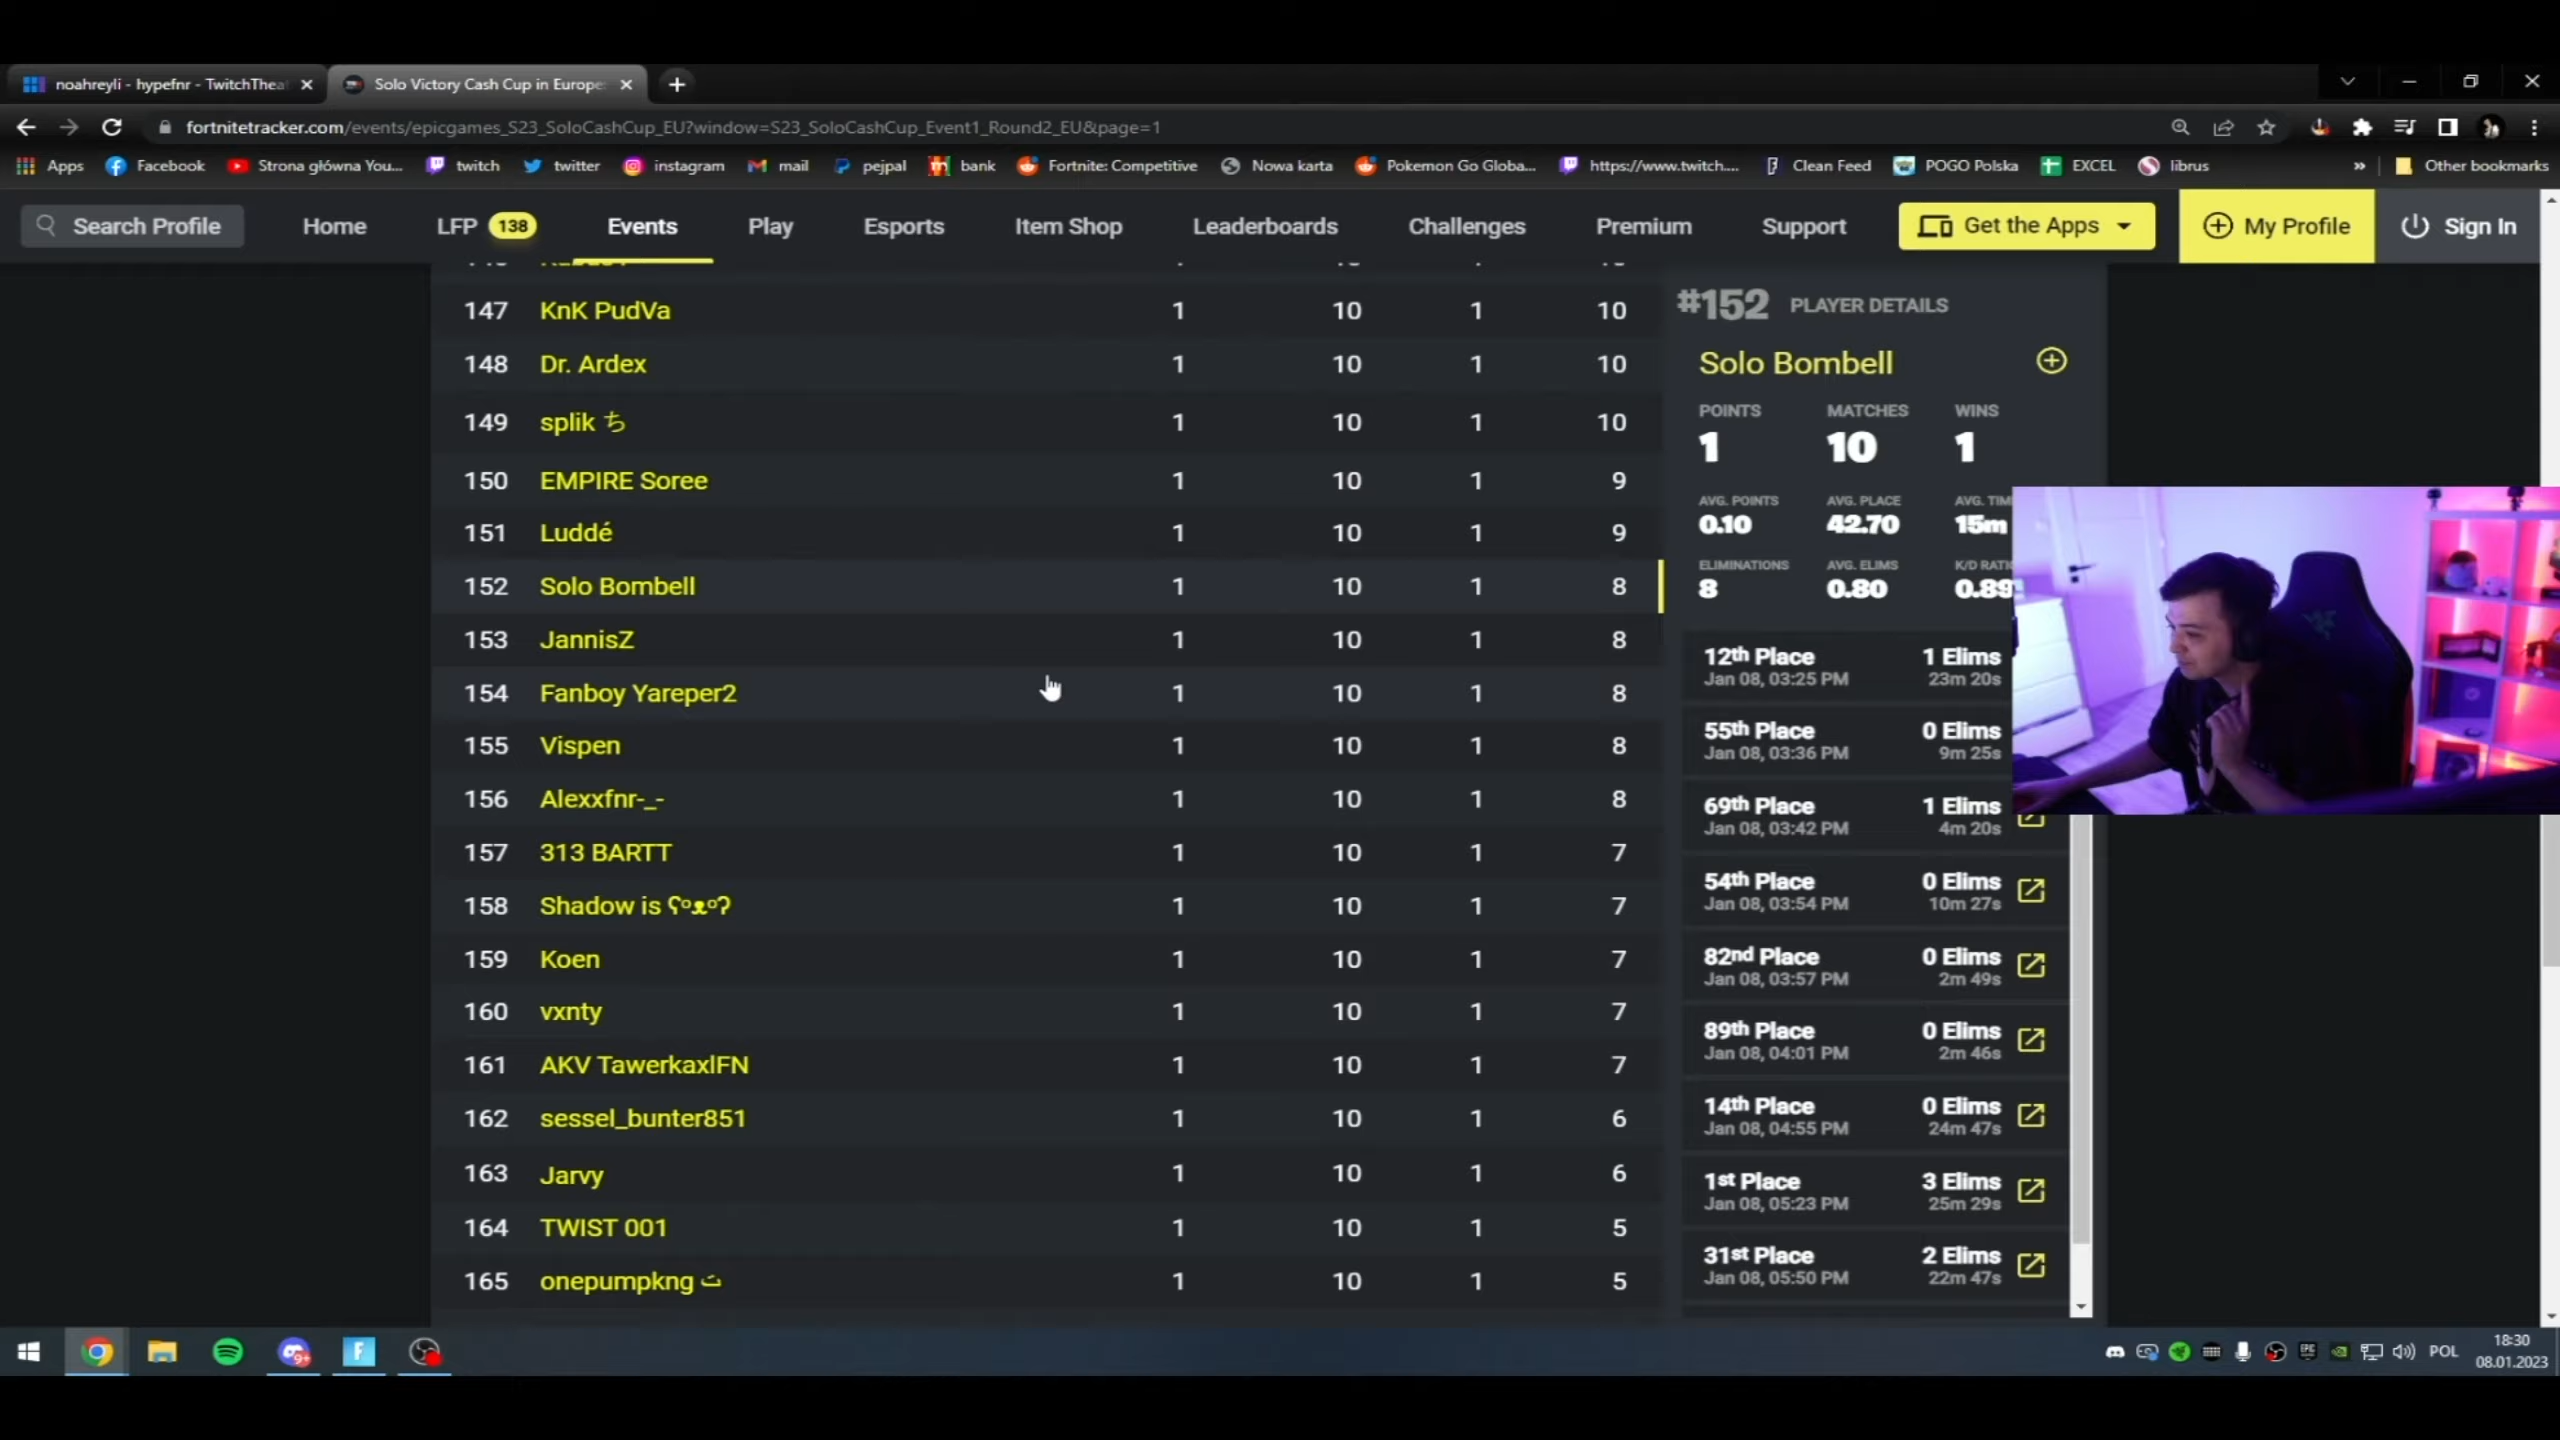 noahreyli - hypefnr - TwitchThea
Solo Victory Cash Cup in Europe:
fortnitetracker.com/events/epicgames_S23_SoloCashCup_EU?window=S23_SoloCashCup_Event1_Round2_EU&page=1
Apps Facebook Strona główna You... twitch twitter instagram mail pejpal bank Fortnite: Competitive Nowa karta Pokemon Go Globa... https://www.twitch.... Clean Feed POGO Polska EXCEL librus » Other bookmarks
Search Profile Home LFP 138 Events Play Esports Item Shop Leaderboards Challenges Premium Support Get the Apps My Profile Sign In
147 KnK PudVa 1 10 1 10
148 Dr. Ardex 1 10 1 10
149 splik ち 1 10 1 10
150 EMPIRE Soree 1 10 1 9
151 Luddé 1 10 1 9
152 Solo Bombell 1 10 1 8
153 JannisZ 1 10 1 8
154 Fanboy Yareper2 1 10 1 8
155 Vispen 1 10 1 8
156 Alexxfnr-_- 1 10 1 8
157 313 BARTT 1 10 1 7
158 Shadow is ʕºᴥºʔ 1 10 1 7
159 Koen 1 10 1 7
160 vxnty 1 10 1 7
161 AKV TawerkaxlFN 1 10 1 7
162 sessel_bunter851 1 10 1 6
163 Jarvy 1 10 1 6
164 TWIST 001 1 10 1 5
165 onepumpkng ت 1 10 1 5
#152 PLAYER DETAILS
Solo Bombell
POINTS MATCHES WINS
1 10 1
AVG. POINTS AVG. PLACE AVG. TIM
0.10 42.70 15m
ELIMINATIONS AVG. ELIMS K/D RATI
8 0.80 0.89
12th Place 1 Elims
Jan 08, 03:25 PM 23m 20s
55th Place 0 Elims
Jan 08, 03:36 PM 9m 25s
69th Place 1 Elims
Jan 08, 03:42 PM 4m 20s
54th Place 0 Elims
Jan 08, 03:54 PM 10m 27s
82nd Place 0 Elims
Jan 08, 03:57 PM 2m 49s
89th Place 0 Elims
Jan 08, 04:01 PM 2m 46s
14th Place 0 Elims
Jan 08, 04:55 PM 24m 47s
1st Place 3 Elims
Jan 08, 05:23 PM 25m 29s
31st Place 2 Elims
Jan 08, 05:50 PM 22m 47s
9+
POL
18:30
08.01.2023